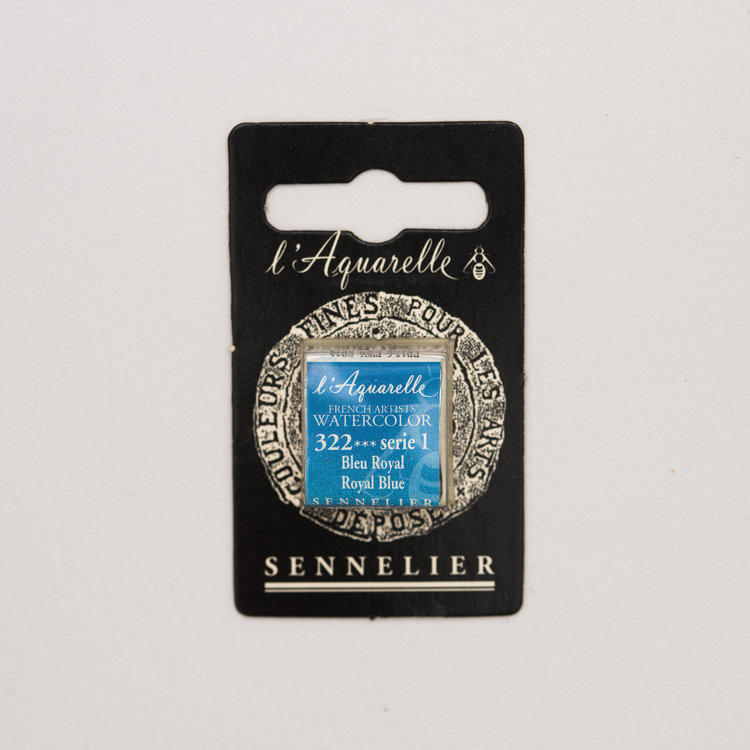 l'Aquarelle
COULEURS FINES POUR LES ARTS
DÉPOSÉ
l'Aquarelle
FRENCH ARTISTS'
WATERCOLOR
322*** serie 1
Bleu Royal
Royal Blue
SENNELIER
SENNELIER